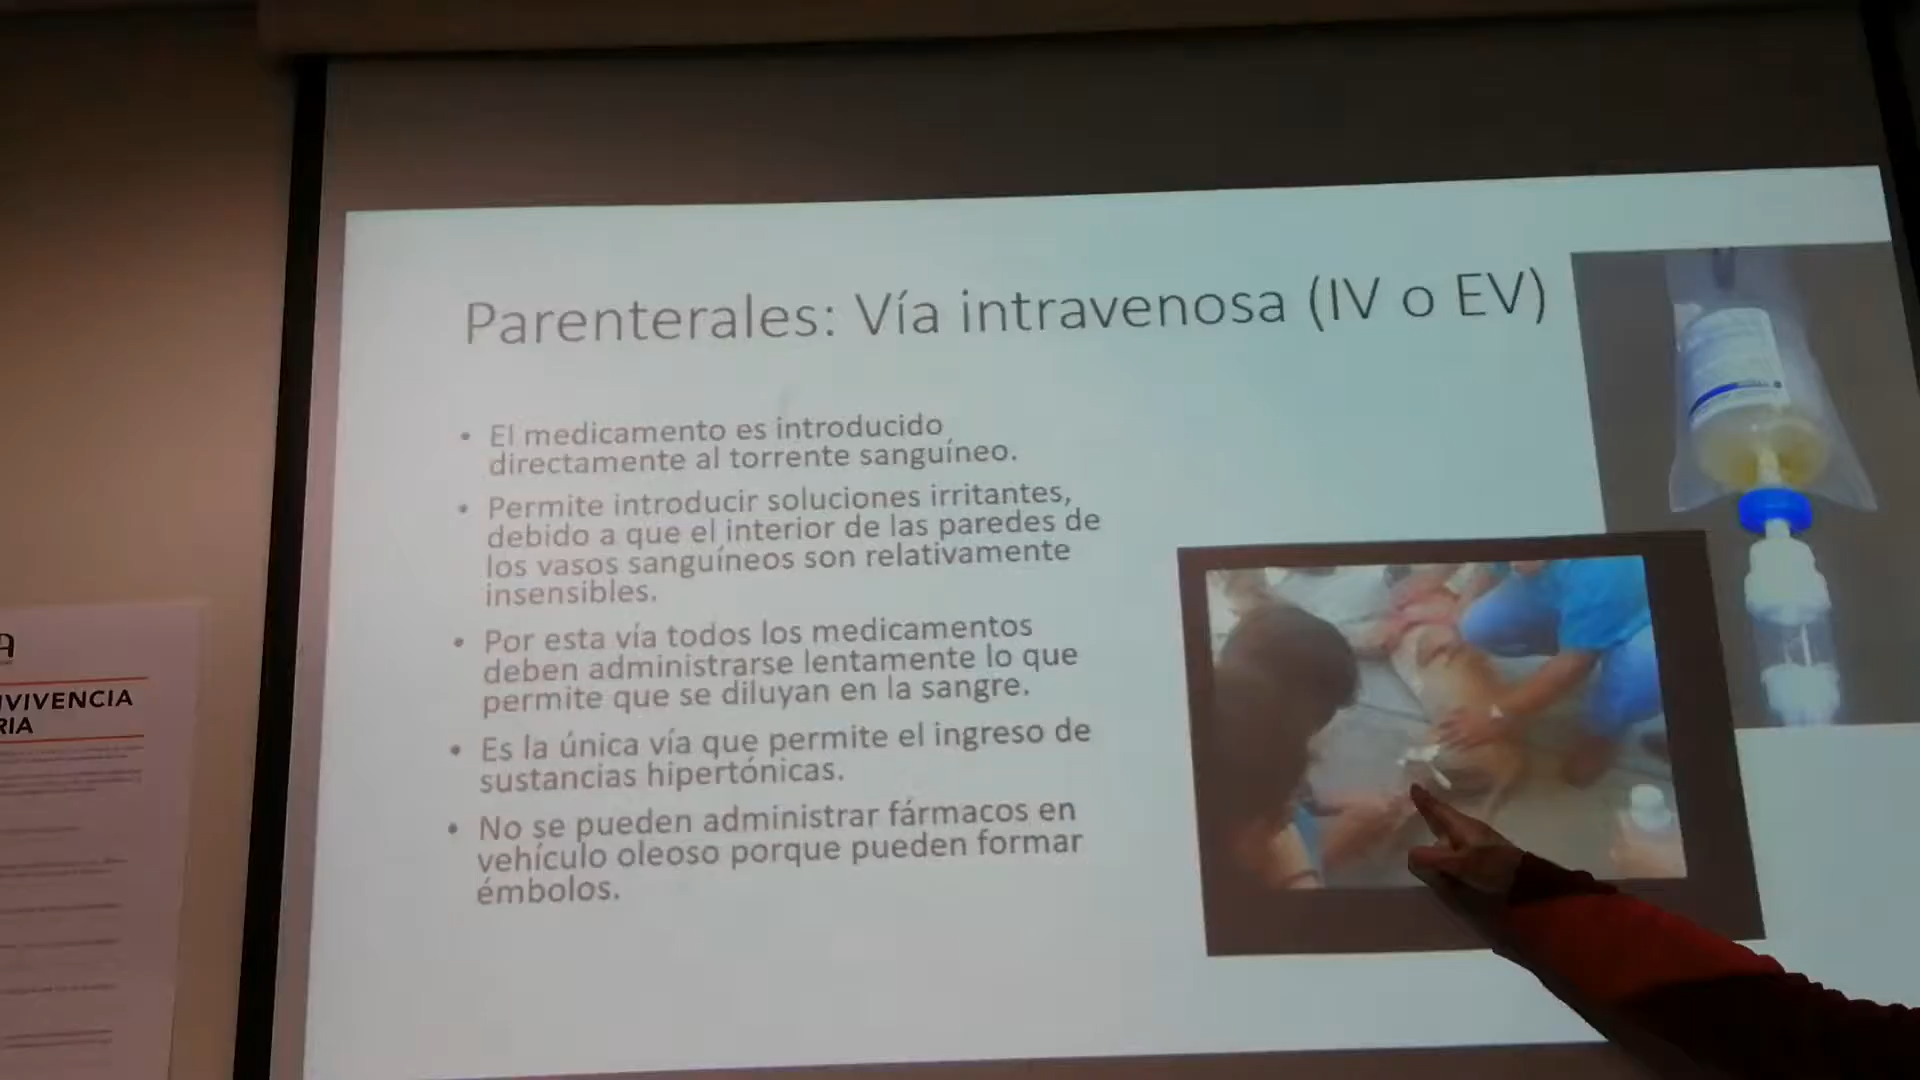 Parenterales: Vía intravenosa (IV o EV)
• El medicamento es introducido
directamente al torrente sanguíneo.
• Permite introducir soluciones irritantes,
debido a que el interior de las paredes de
los vasos sanguíneos son relativamente
insensibles.
• Por esta vía todos los medicamentos
deben administrarse lentamente lo que
permite que se diluyan en la sangre.
• Es la única vía que permite el ingreso de
sustancias hipertónicas.
• No se pueden administrar fármacos en
vehículo oleoso porque pueden formar
émbolos.
VIVENCIA
RIA